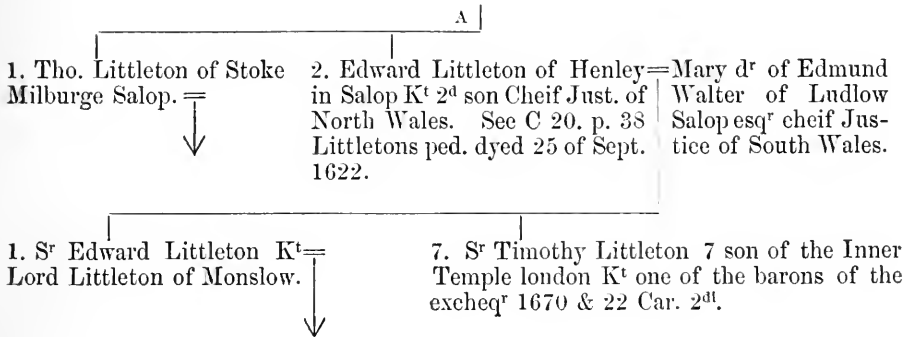 A
1. Tho. Littleton of Stoke
Milburge Salop. =
2. Edward Littleton of Henley=
in Salop Kᵗ 2ᵈ son Cheif Just. of
North Wales. See C 20. p. 38
Littletons ped. dyed 25 of Sept.
1622.
Mary dʳ of Edmund
Walter of Ludlow
Salop esqʳ cheif Jus-
tice of South Wales.
1. Sʳ Edward Littleton Kᵗ=
Lord Littleton of Monslow.
7. Sʳ Timothy Littleton 7 son of the Inner
Temple london Kᵗ one of the barons of the
excheqʳ 1670 & 22 Car. 2ᵈⁱ.